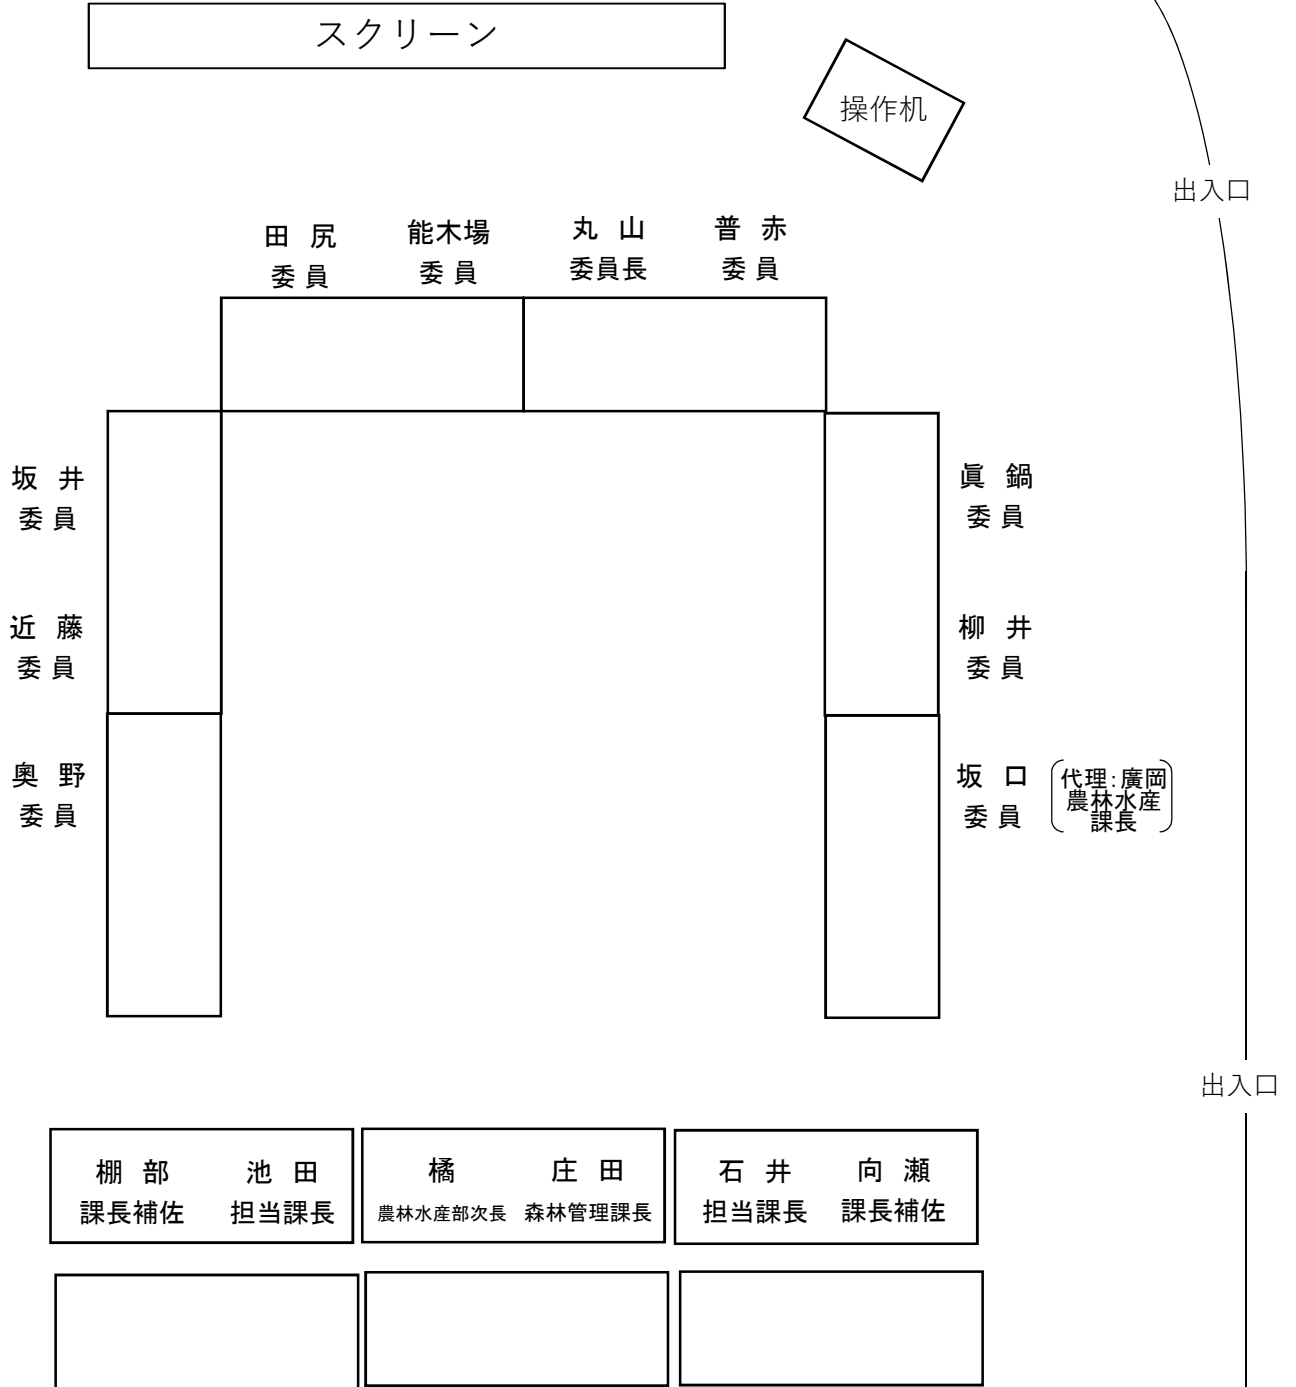 スクリーン
操作机
出入口
田 尻
委 員
能木場
委 員
丸 山
委員長
普 赤
委 員
坂 井
委 員
近 藤
委 員
奥 野
委 員
眞 鍋
委 員
柳 井
委 員
坂 口
委 員
代理：廣岡
農林水産
課長
出入口
棚 部
課長補佐
池 田
担当課長
橘
農林水産部次長
庄 田
森林管理課長
石 井
担当課長
向 瀬
課長補佐